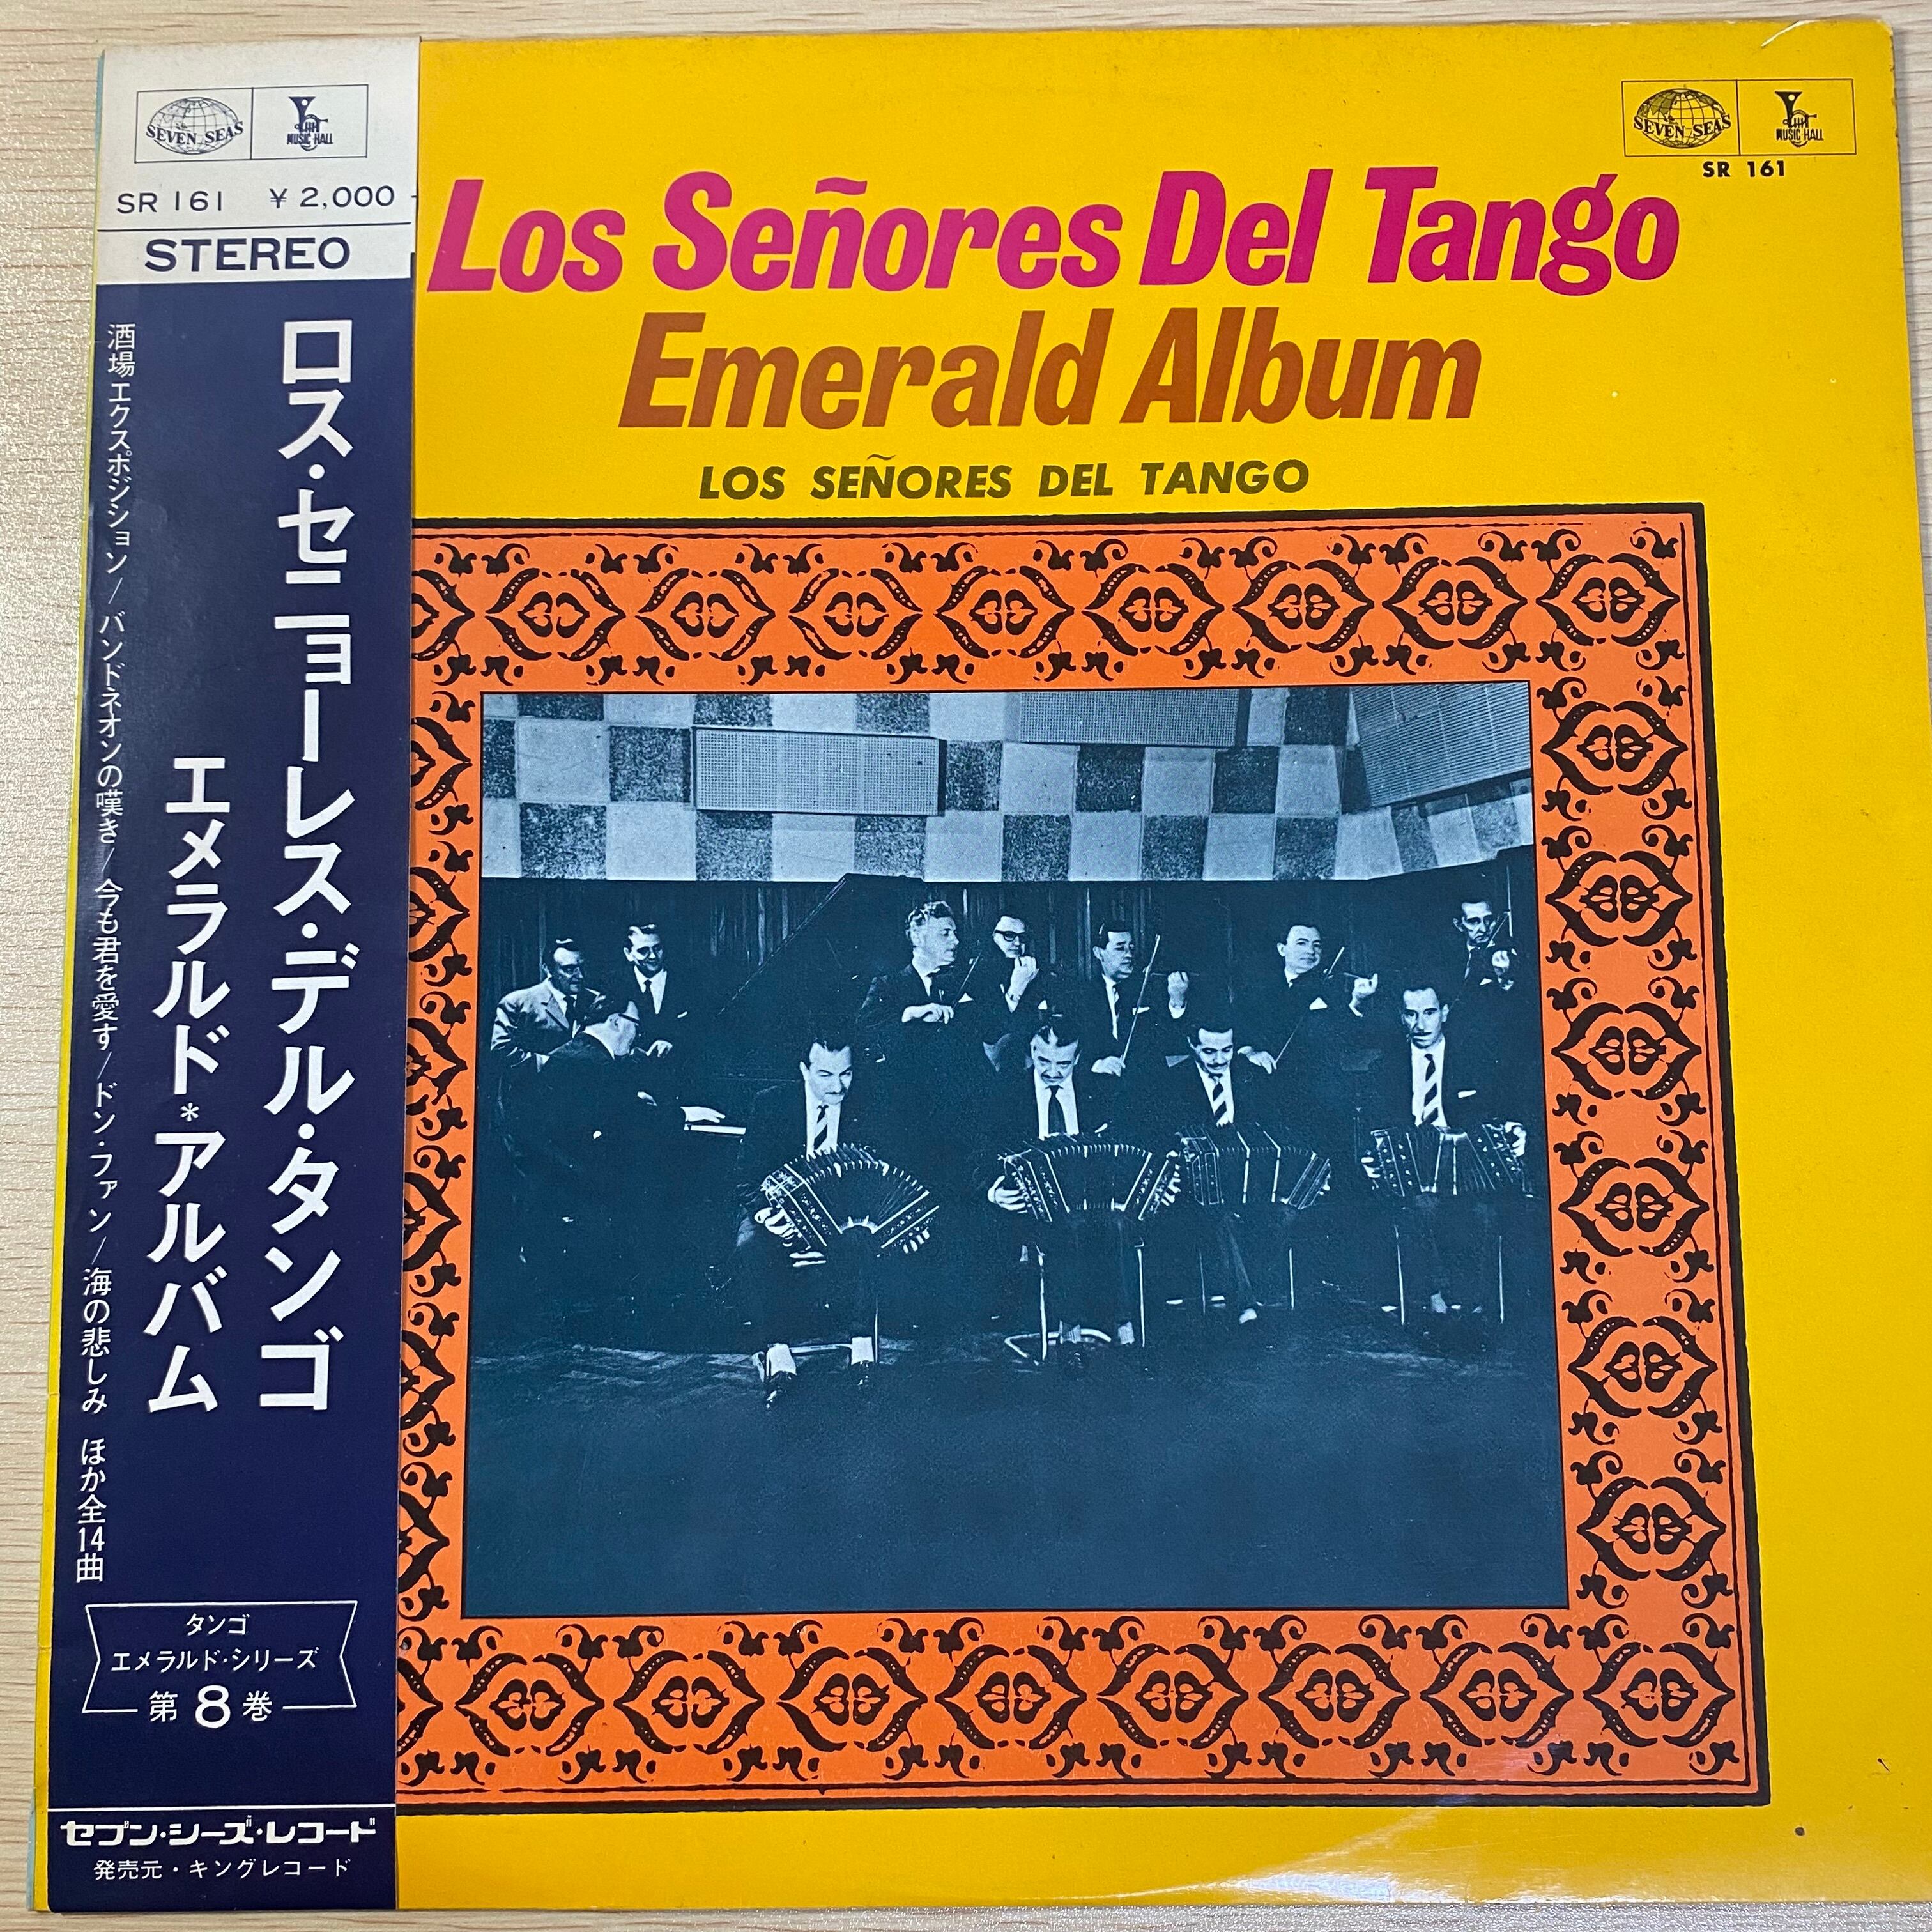 SEVEN SEAS
MUSIC HALL
SR 161 ¥2,000
STEREO
ロス・セニョーレス・デル・タンゴ
エメラルド*アルバム
酒場エクスポジション/バンドネオンの嘆き/今も君を愛す/ドン・ファン/海の悲しみ ほか全14曲
タンゴ
エメラルド・シリーズ
第8巻
セブン・シーズ・レコード
発売元・キングレコード
SEVEN SEAS
MUSIC HALL
SR 161
Los Señores Del Tango
Emerald Album
LOS SEÑORES DEL TANGO